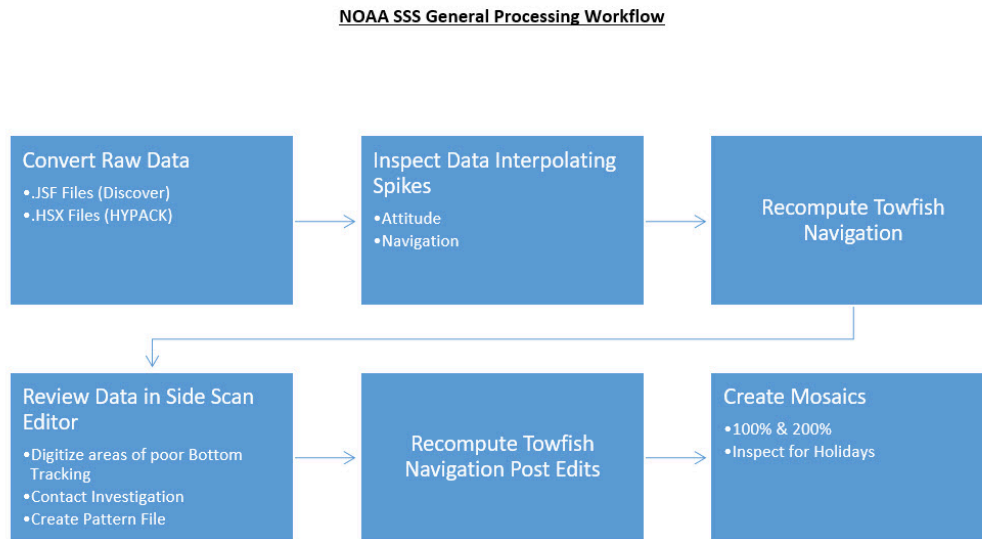 NOAA SSS General Processing Workflow
Convert Raw Data
•.JSF Files (Discover)
•.HSX Files (HYPACK)
Inspect Data Interpolating
Spikes
•Attitude
•Navigation
Recompute Towfish
Navigation
Review Data in Side Scan
Editor
•Digitize areas of poor Bottom
Tracking
•Contact Investigation
•Create Pattern File
Recompute Towfish
Navigation Post Edits
Create Mosaics
•100% & 200%
•Inspect for Holidays